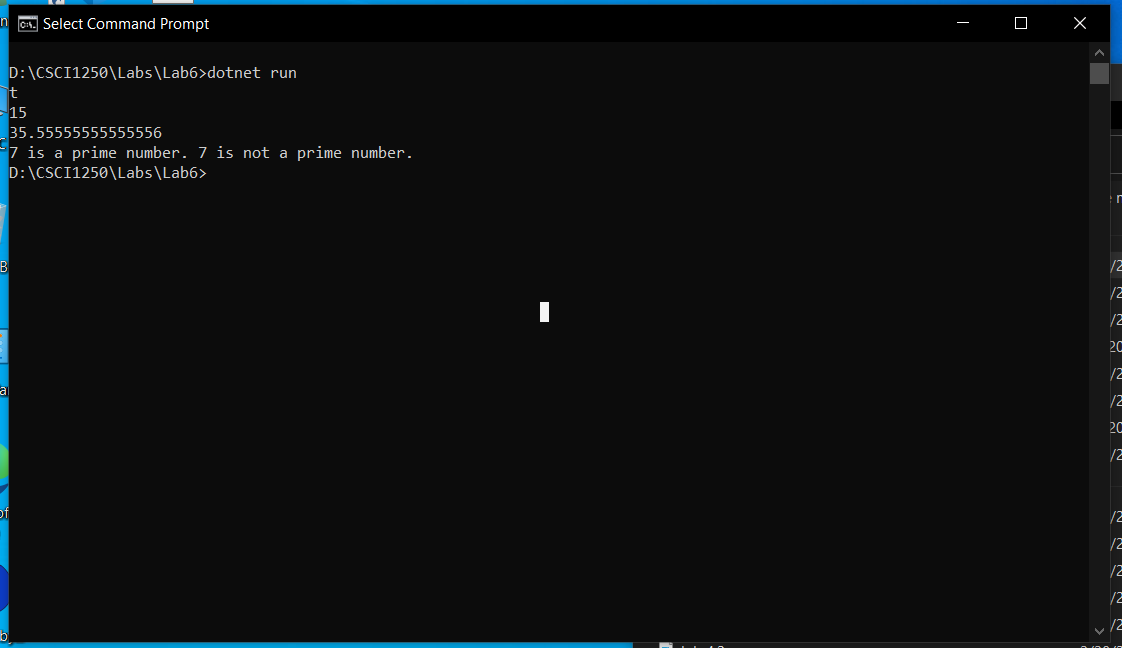 Select Command Prompt
D:\CSCI1250\Labs\Lab6>dotnet run
t
15
35.55555555555556
7 is a prime number. 7 is not a prime number.
D:\CSCI1250\Labs\Lab6>